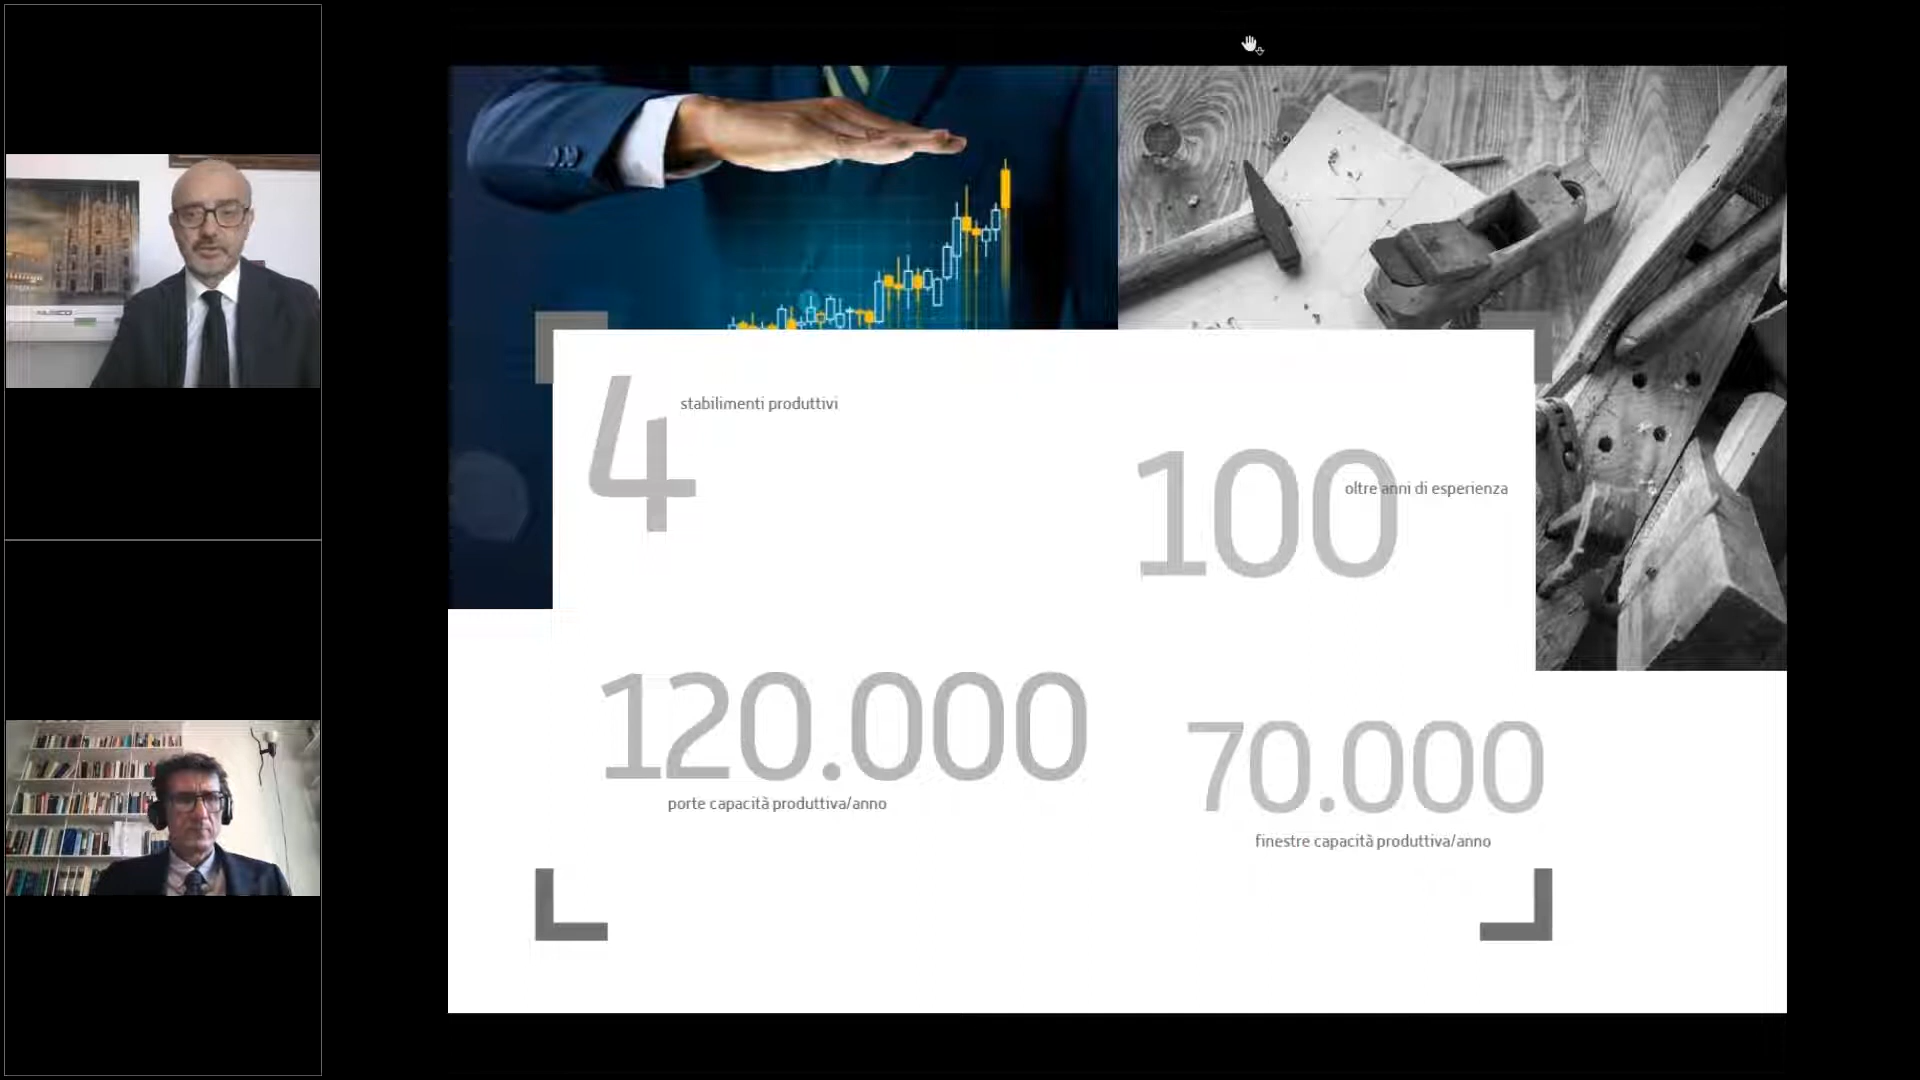 4
stabilimenti produttivi
100
oltre anni di esperienza
120.000
porte capacità produttiva/anno
70.000
finestre capacità produttiva/anno